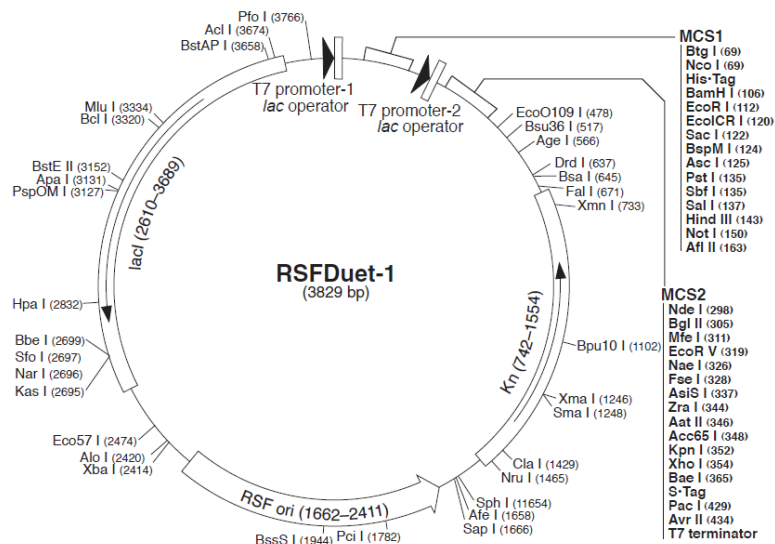 Pfo I (3766)
Acl I (3674)
BstAP I (3658)
Mlu I (3334)
Bcl I (3320)
BstE II (3152)
Apa I (3131)
PspOM I (3127)
Hpa I (2832)
Bbe I (2699)
Sfo I (2697)
Nar I (2696)
Kas I (2695)
Eco57 I (2474)
Alo I (2420)
Xba I (2414)
lacI (2610–3689)
T7 promoter-1
lac operator
T7 promoter-2
lac operator
RSFDuet-1
(3829 bp)
EcoO109 I (478)
Bsu36 I (517)
Age I (566)
Drd I (637)
Bsa I (645)
Fal I (671)
Xmn I (733)
Kn (742–1554)
Bpu10 I (1102)
Xma I (1246)
Sma I (1248)
Cla I (1429)
Nru I (1465)
Sph I (11654)
Afe I (1658)
Sap I (1666)
RSF ori (1662–2411)
Pci I (1782)
BssS I (1944)
MCS1
Btg I (69)
Nco I (69)
His•Tag
BamH I (106)
EcoR I (112)
EcoICR I (120)
Sac I (122)
BspM I (124)
Asc I (125)
Pst I (135)
Sbf I (135)
Sal I (137)
Hind III (143)
Not I (150)
Afl II (163)
MCS2
Nde I (298)
Bgl II (305)
Mfe I (311)
EcoR V (319)
Nae I (326)
Fse I (328)
AsiS I (337)
Zra I (344)
Aat II (346)
Acc65 I (348)
Kpn I (352)
Xho I (354)
Bae I (365)
S•Tag
Pac I (429)
Avr II (434)
T7 terminator